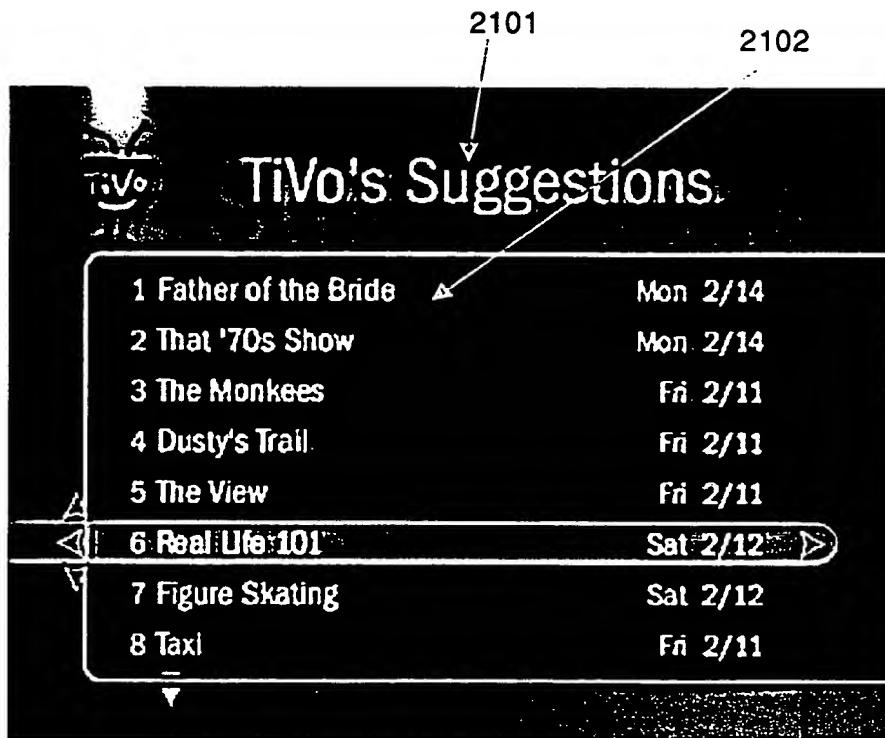 2101
2102
TiVo
TiVo's Suggestions
1 Father of the Bride Mon 2/14
2 That '70s Show Mon 2/14
3 The Monkees Fri 2/11
4 Dusty's Trail Fri 2/11
5 The View Fri 2/11
6 Real Life 101 Sat 2/12
7 Figure Skating Sat 2/12
8 Taxi Fri 2/11